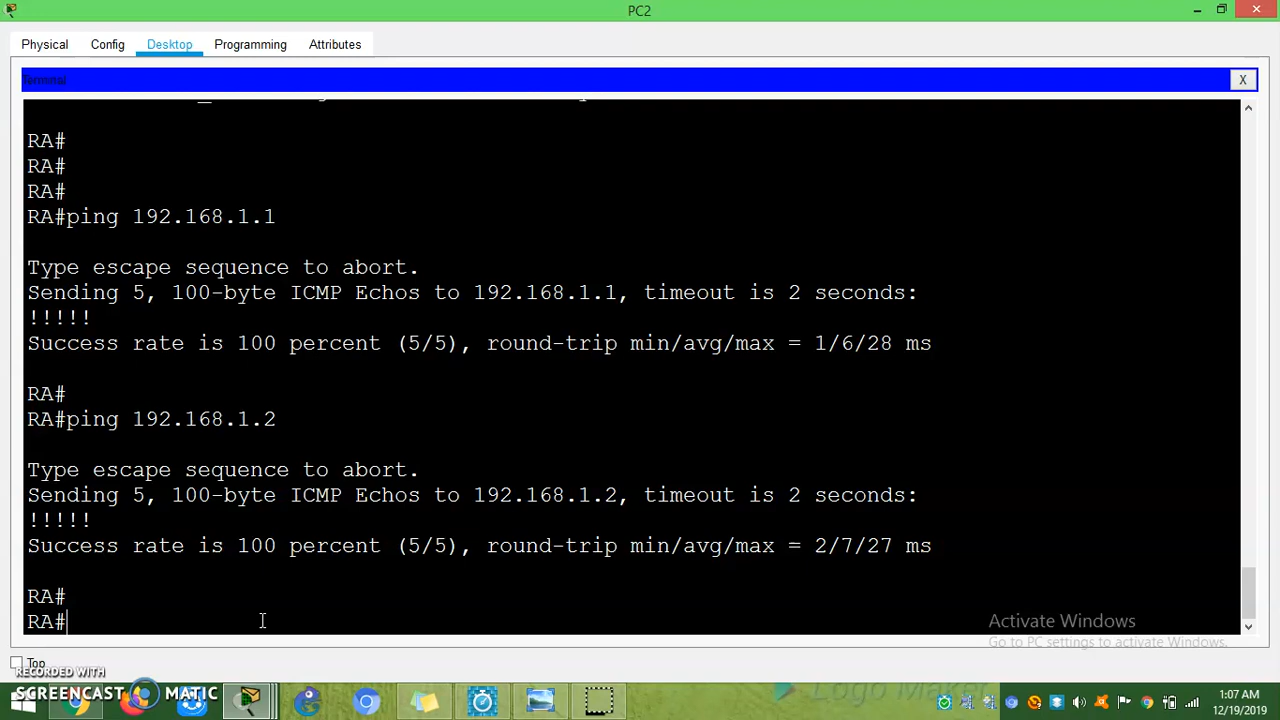 PC2
Physical Config Desktop Programming Attributes
Terminal
X
RA#
RA#
RA#
RA#ping 192.168.1.1
Type escape sequence to abort.
Sending 5, 100-byte ICMP Echos to 192.168.1.1, timeout is 2 seconds:
!!!!!
Success rate is 100 percent (5/5), round-trip min/avg/max = 1/6/28 ms
RA#
RA#ping 192.168.1.2
Type escape sequence to abort.
Sending 5, 100-byte ICMP Echos to 192.168.1.2, timeout is 2 seconds:
!!!!!
Success rate is 100 percent (5/5), round-trip min/avg/max = 2/7/27 ms
RA#
RA#
Activate Windows
Go to PC settings to activate Windows.
Top
RECORDED WITH
SCREENCAST MATIC
Logo Maker
1:07 AM
12/19/2019